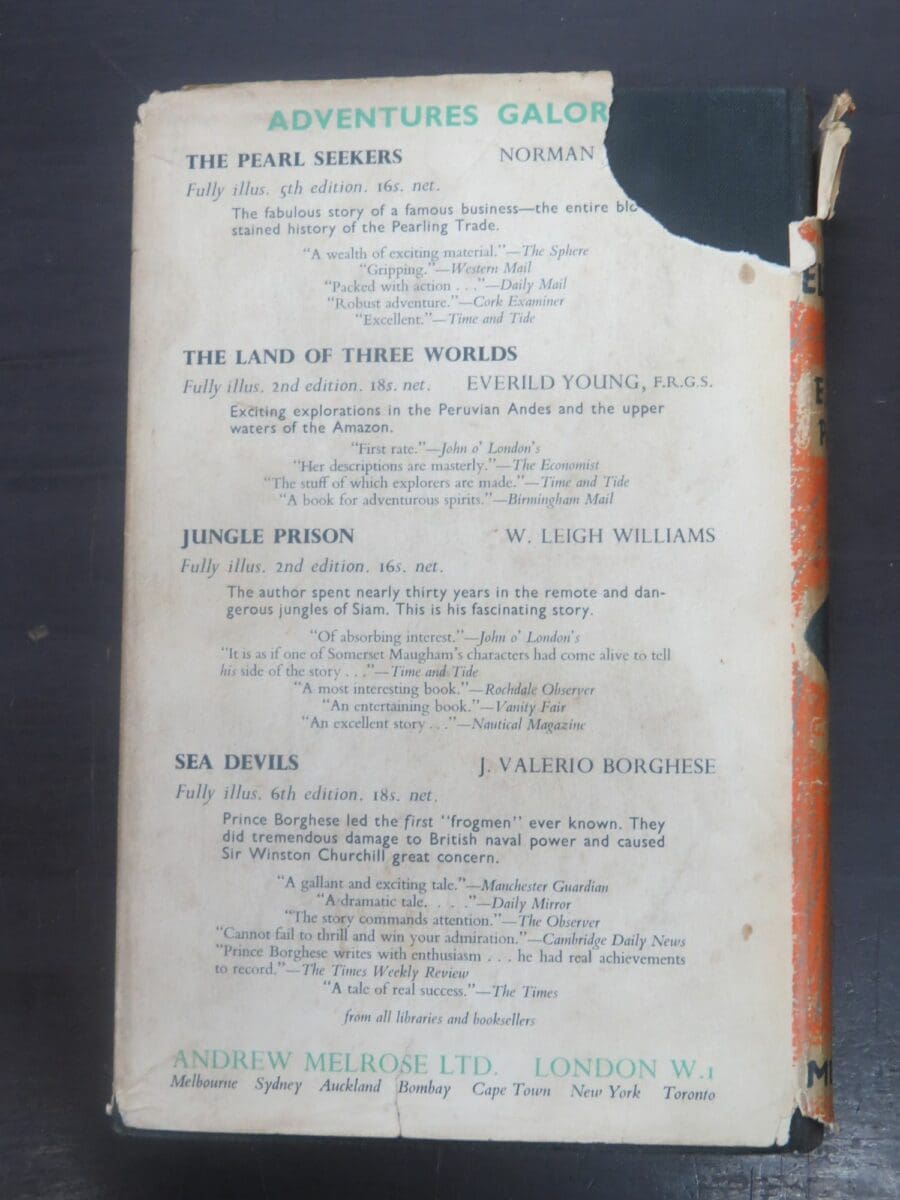 ADVENTURES GALOR
THE PEARL SEEKERS NORMAN
Fully illus. 5th edition. 16s. net.
The fabulous story of a famous business—the entire blo
stained history of the Pearling Trade.
"A wealth of exciting material."—The Sphere
"Gripping."—Western Mail
"Packed with action . . ."—Daily Mail
"Robust adventure."—Cork Examiner
"Excellent."—Time and Tide
THE LAND OF THREE WORLDS
Fully illus. 2nd edition. 18s. net. EVERILD YOUNG, F.R.G.S.
Exciting explorations in the Peruvian Andes and the upper
waters of the Amazon.
"First rate."—John o' London's
"Her descriptions are masterly."—The Economist
"The stuff of which explorers are made."—Time and Tide
"A book for adventurous spirits."—Birmingham Mail
JUNGLE PRISON W. LEIGH WILLIAMS
Fully illus. 2nd edition. 16s. net.
The author spent nearly thirty years in the remote and dan-
gerous jungles of Siam. This is his fascinating story.
"Of absorbing interest."—John o' London's
"It is as if one of Somerset Maugham's characters had come alive to tell
his side of the story . . ."—Time and Tide
"A most interesting book."—Rochdale Observer
"An entertaining book."—Vanity Fair
"An excellent story . . ."—Nautical Magazine
SEA DEVILS J. VALERIO BORGHESE
Fully illus. 6th edition. 18s. net.
Prince Borghese led the first "frogmen" ever known. They
did tremendous damage to British naval power and caused
Sir Winston Churchill great concern.
"A gallant and exciting tale."—Manchester Guardian
"A dramatic tale. . . ."—Daily Mirror
"The story commands attention."—The Observer
"Cannot fail to thrill and win your admiration."—Cambridge Daily News
"Prince Borghese writes with enthusiasm . . . he had real achievements
to record."—The Times Weekly Review
"A tale of real success."—The Times
from all libraries and booksellers
ANDREW MELROSE LTD. LONDON W.1
Melbourne Sydney Auckland Bombay Cape Town New York Toronto